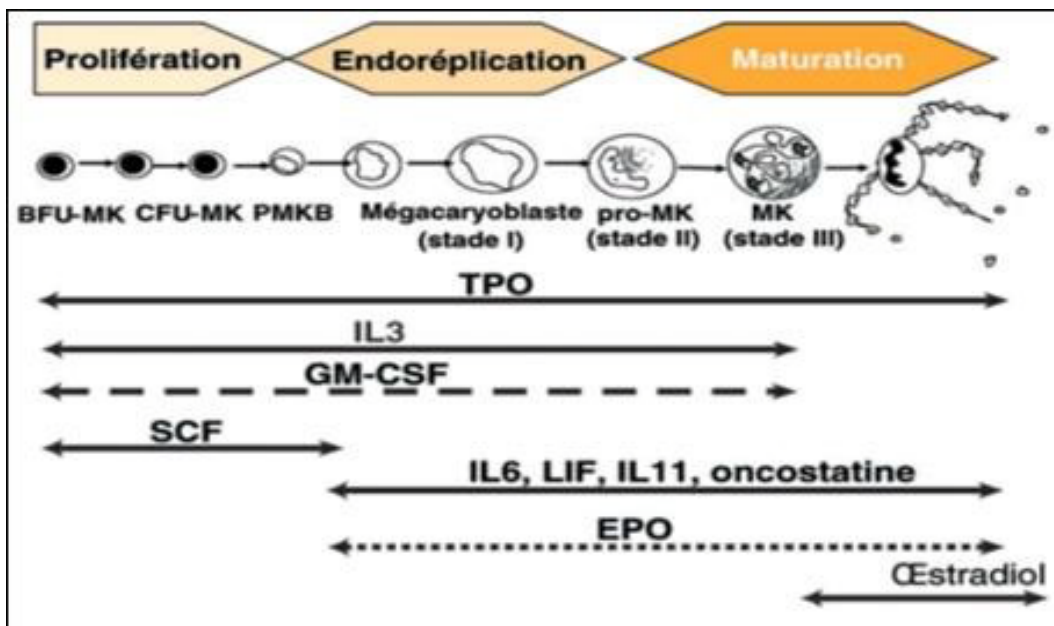 Prolifération
Endoréplication
Maturation
BFU-MK CFU-MK PMKB Mégacaryoblaste pro-MK MK
(stade I) (stade II) (stade III)
TPO
IL3
GM-CSF
SCF
IL6, LIF, IL11, oncostatine
EPO
Œstradiol